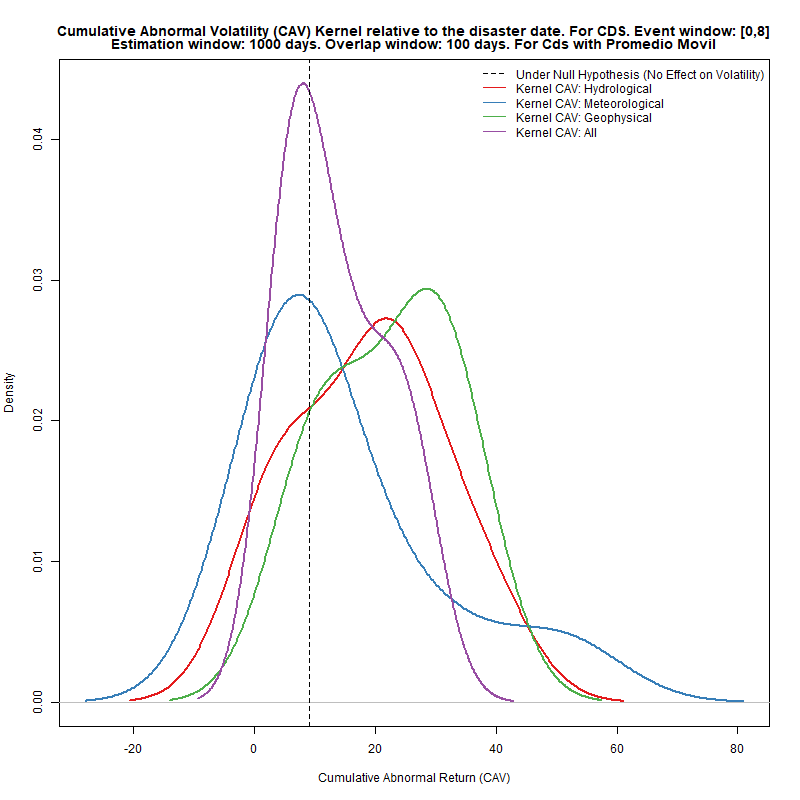 Cumulative Abnormal Volatility (CAV) Kernel relative to the disaster date. For CDS. Event window: [0,8]
Estimation window: 1000 days. Overlap window: 100 days. For Cds with Promedio Movil
Under Null Hypothesis (No Effect on Volatility)
Kernel CAV: Hydrological
Kernel CAV: Meteorological
Kernel CAV: Geophysical
Kernel CAV: All
0.04
0.03
0.02
0.01
0.00
Density
-20 0 20 40 60 80
Cumulative Abnormal Return (CAV)